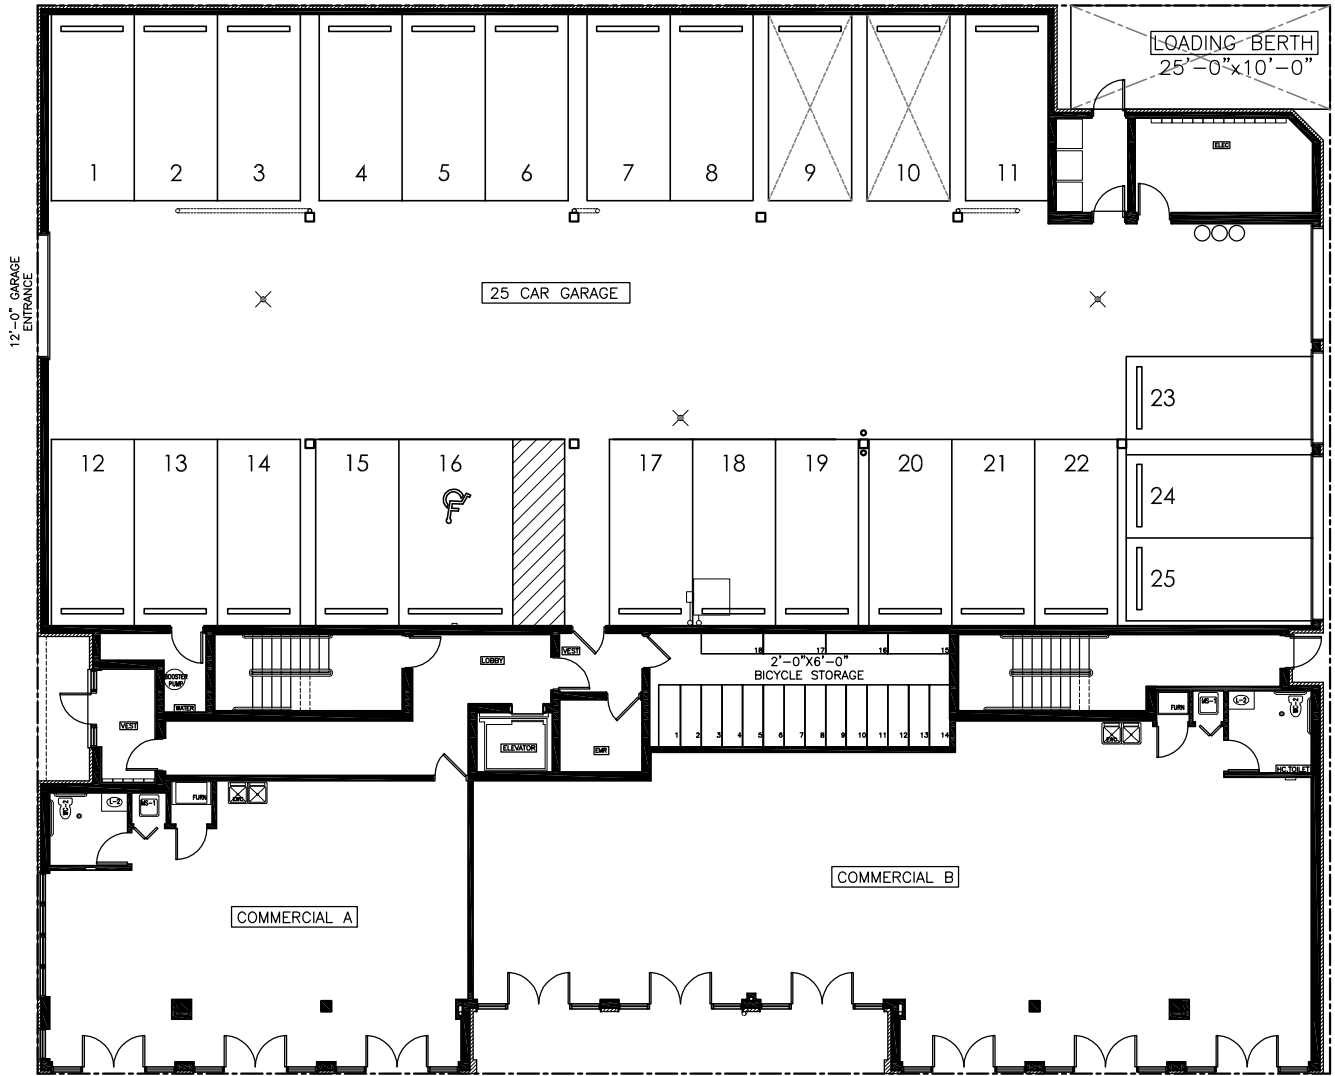 LOADING BERTH
25'-0"x10'-0"
1 2 3 4 5 6 7 8 9 10 11
ELEC
12'-0" GARAGE
ENTRANCE
25 CAR GARAGE
23
12 13 14 15 16 17 18 19 20 21 22
24
25
18 17 16 15
VEST
LOBBY
2'-0"X6'-0"
BICYCLE STORAGE
BOOSTER
PUMP
WATER
VEST
ELEVATOR
EMR
1 2 3 4 5 6 7 8 9 10 11 12 13 14
FURN
MS-1
L-2
WC-2
HC.TOILET
FURN
MS-1
L-2
WC-2
COMMERCIAL B
COMMERCIAL A